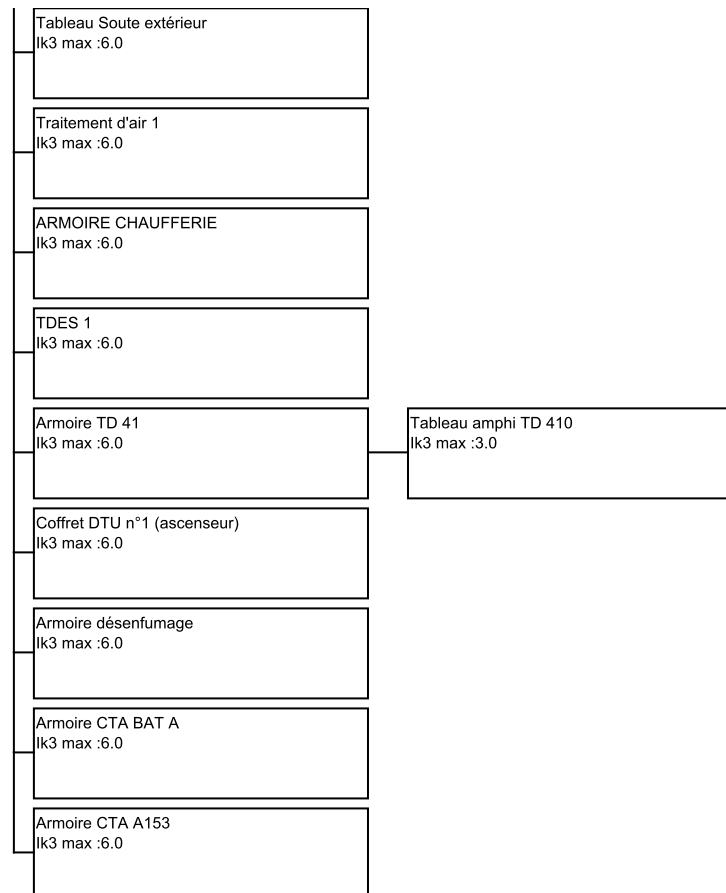 Tableau Soute extérieur
Ik3 max :6.0
Traitement d'air 1
Ik3 max :6.0
ARMOIRE CHAUFFERIE
Ik3 max :6.0
TDES 1
Ik3 max :6.0
Armoire TD 41
Ik3 max :6.0
Tableau amphi TD 410
Ik3 max :3.0
Coffret DTU n°1 (ascenseur)
Ik3 max :6.0
Armoire désenfumage
Ik3 max :6.0
Armoire CTA BAT A
Ik3 max :6.0
Armoire CTA A153
Ik3 max :6.0